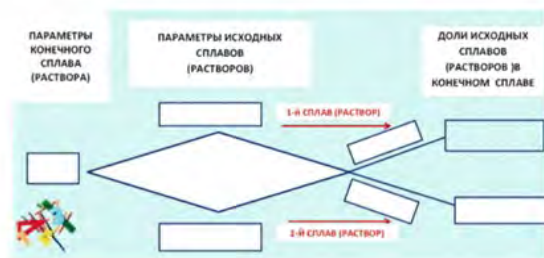 ПАРАМЕТРЫ
КОНЕЧНОГО
СПЛАВА
(РАСТВОРА)
ПАРАМЕТРЫ ИСХОДНЫХ
СПЛАВОВ
(РАСТВОРОВ)
ДОЛИ ИСХОДНЫХ
СПЛАВОВ
(РАСТВОРОВ )В
КОНЕЧНОМ СПЛАВЕ
1-й СПЛАВ (РАСТВОР)
2-Й СПЛАВ (РАСТВОР)